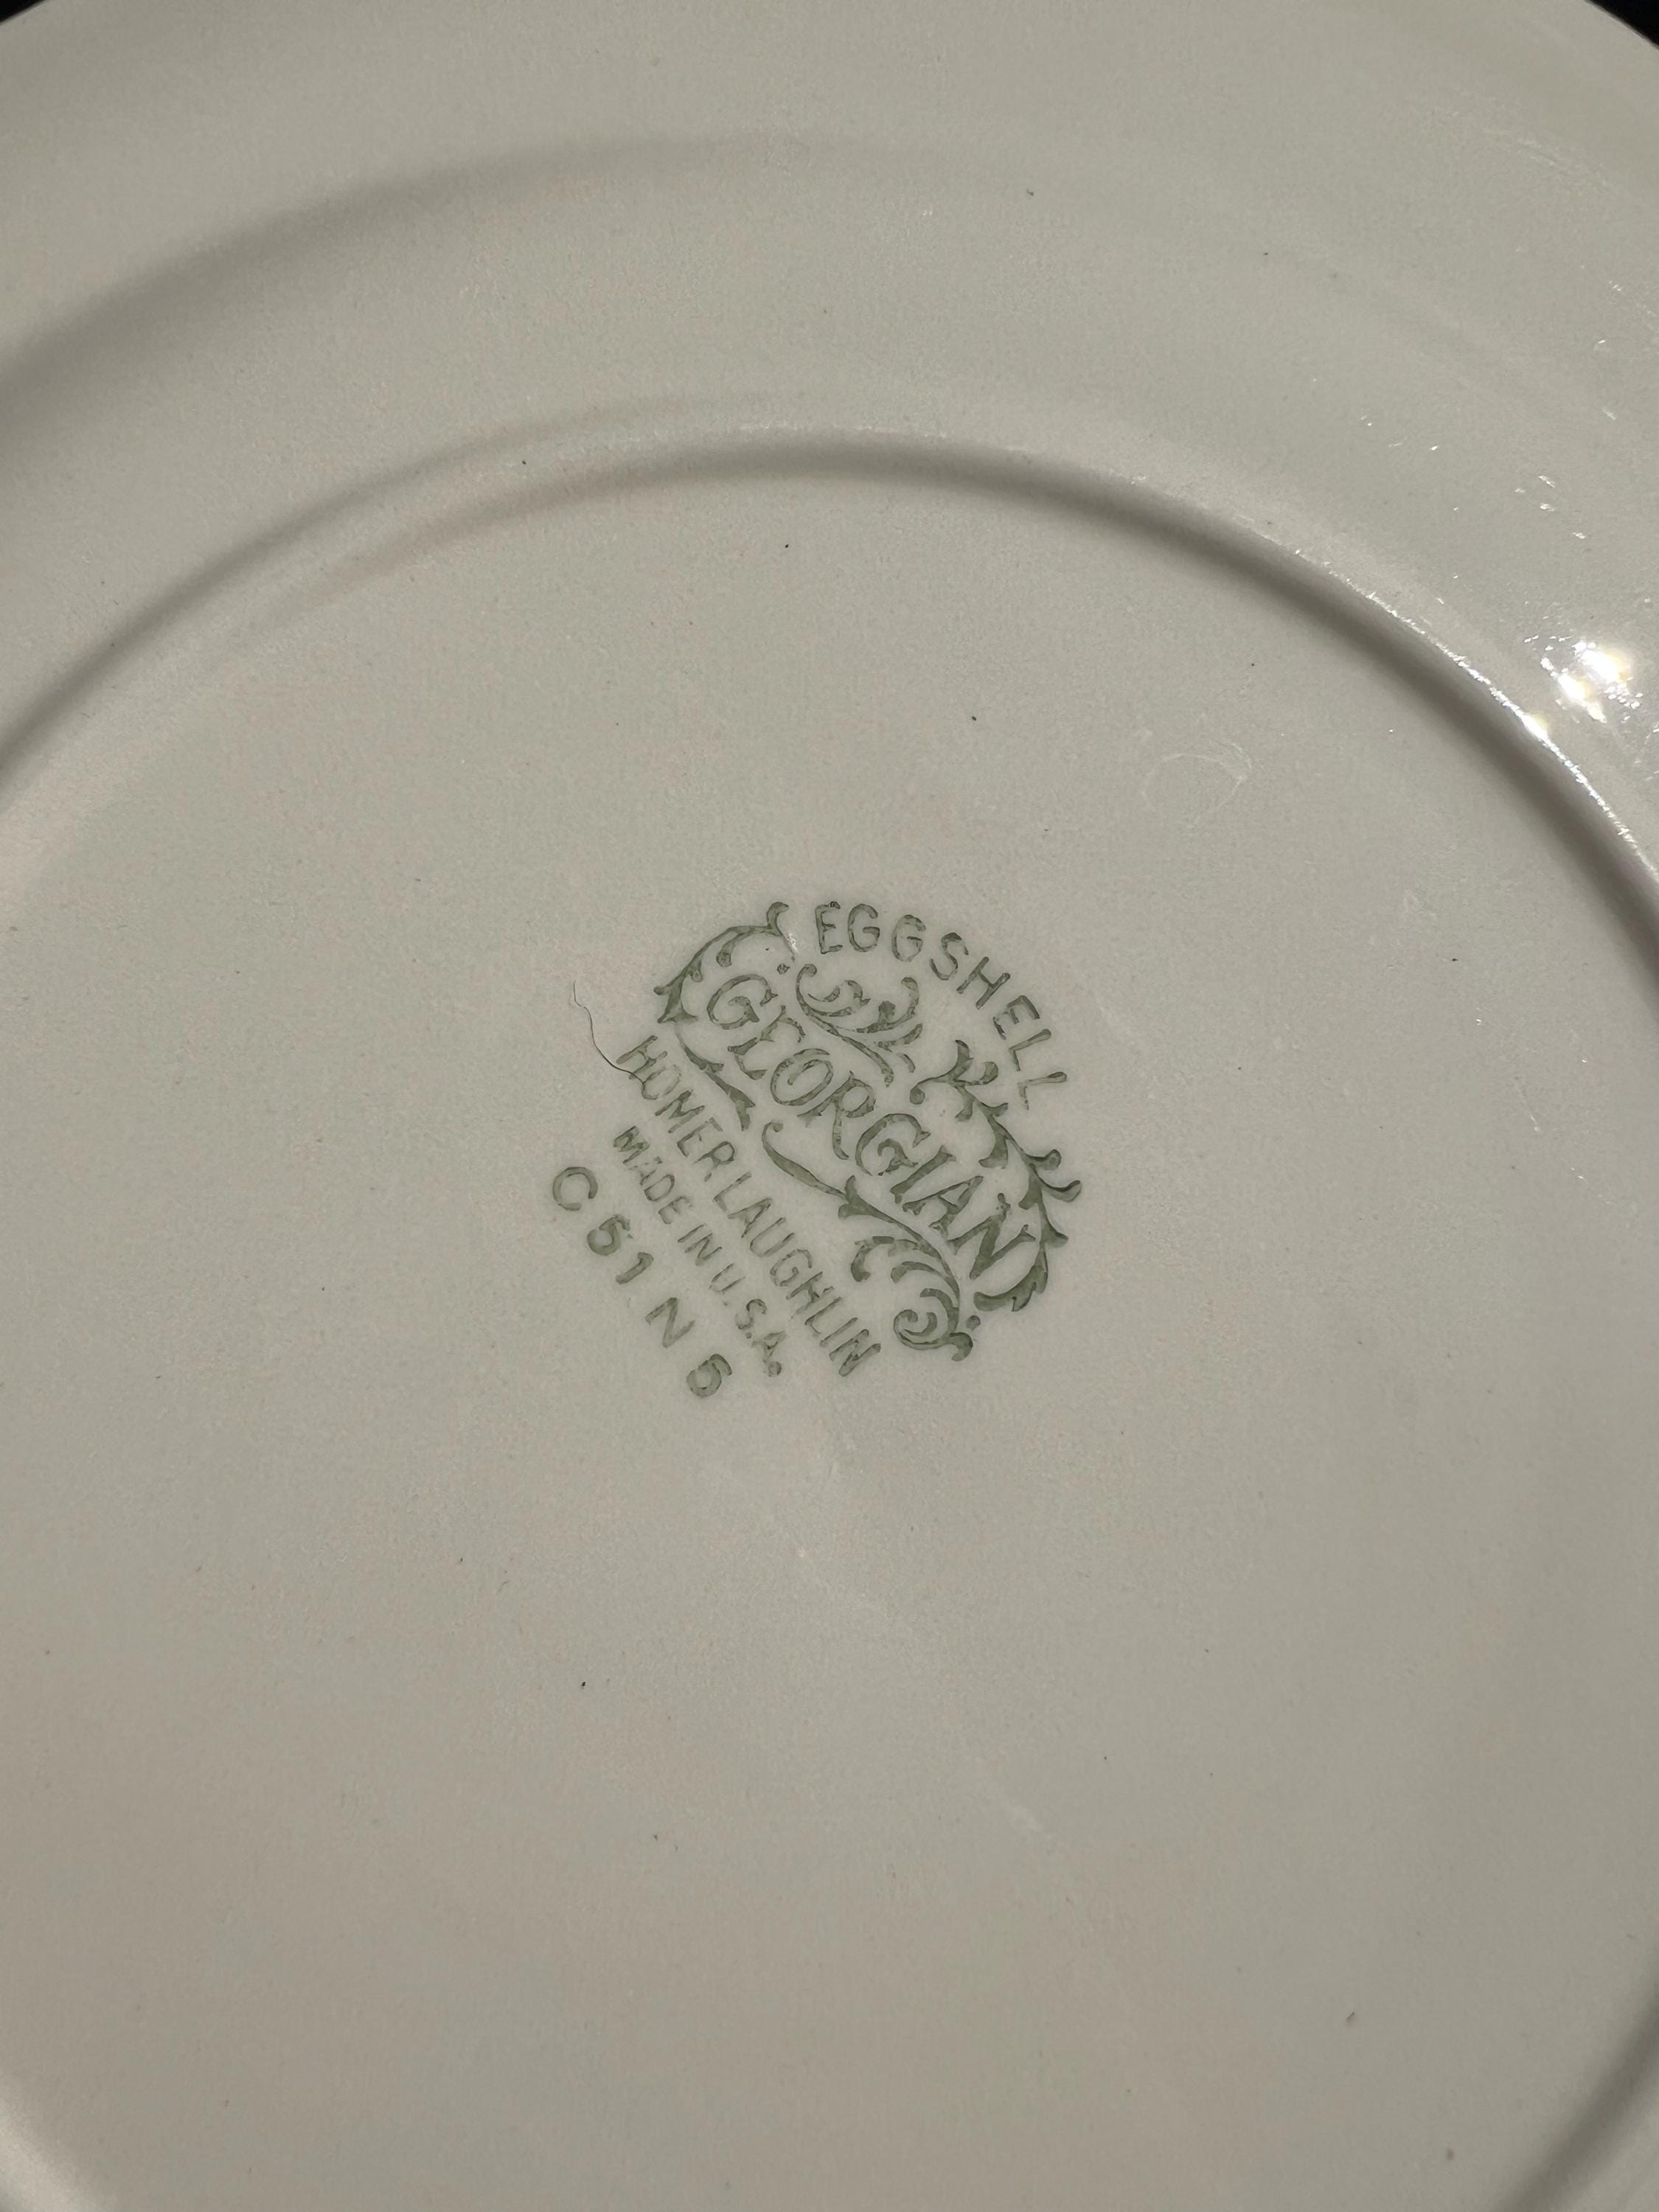 EGGSHELL
GEORGIAN
HOMER LAUGHLIN
MADE IN U.S.A.
C 51 N 5